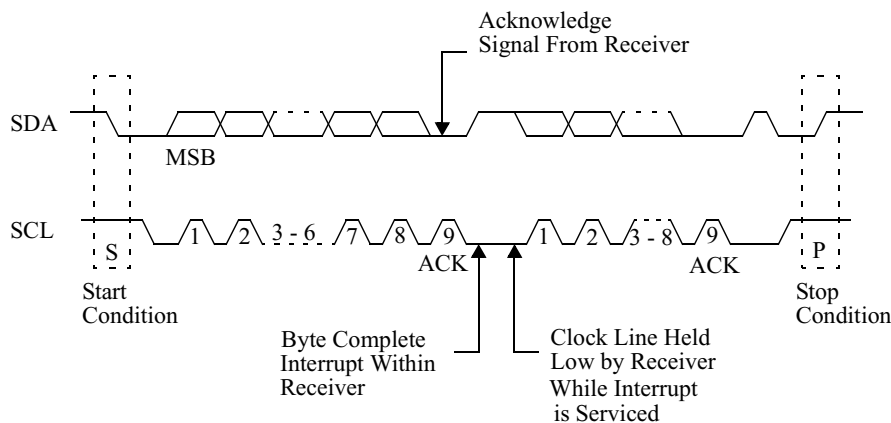 Acknowledge
Signal From Receiver
SDA
MSB
SCL
1 2 3 - 6 7 8 9 1 2 3 - 8 9
S
ACK
ACK
P
Start
Condition
Stop
Condition
Byte Complete
Interrupt Within
Receiver
Clock Line Held
Low by Receiver
While Interrupt
is Serviced